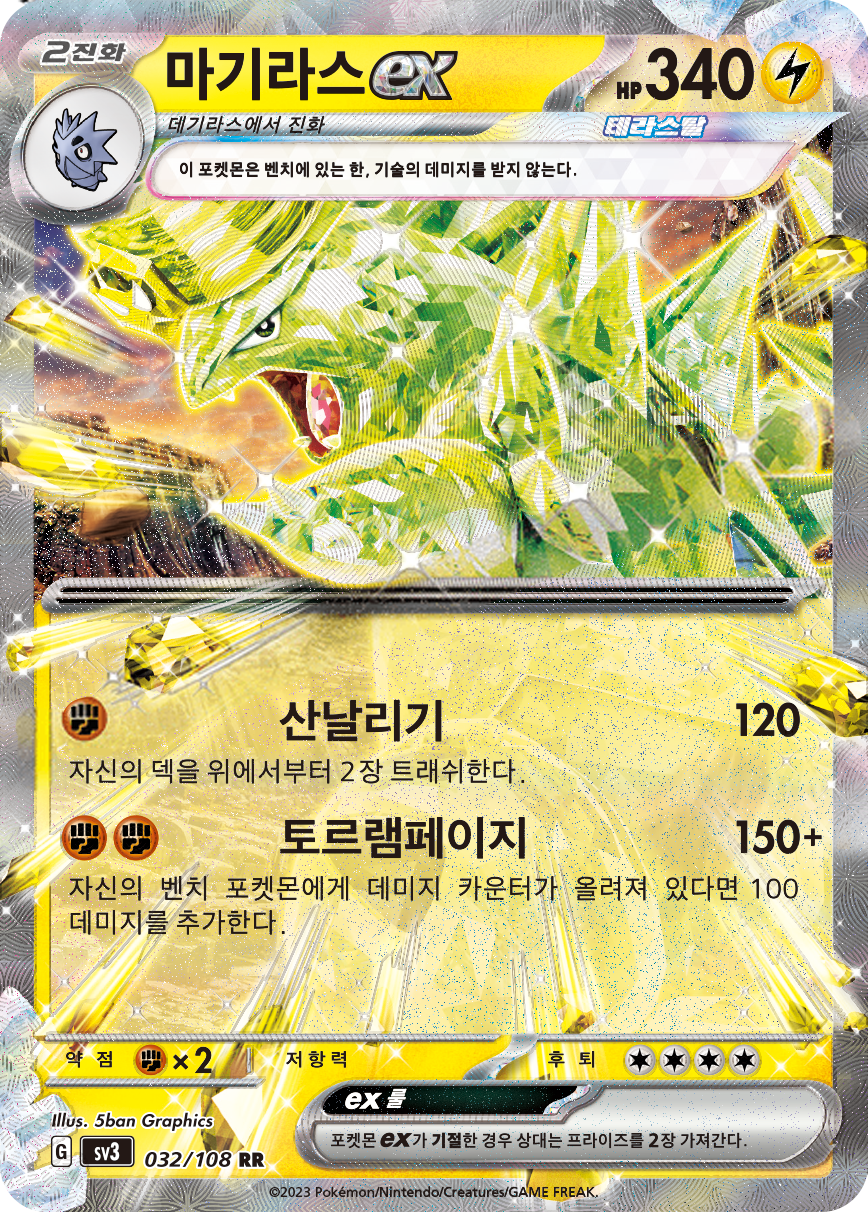 2진화 마기라스ex HP 340
데기라스에서 진화 테라스탈
이 포켓몬은 벤치에 있는 한, 기술의 데미지를 받지 않는다.
산날리기 120
자신의 덱을 위에서부터 2장 트래쉬한다.
토르램페이지 150+
자신의 벤치 포켓몬에게 데미지 카운터가 올려져 있다면 100
데미지를 추가한다.
약점 ×2 저항력 후퇴
ex 룰
포켓몬 ex가 기절한 경우 상대는 프라이즈를 2장 가져간다.
Illus. 5ban Graphics
G sv3 032/108 RR
©2023 Pokémon/Nintendo/Creatures/GAME FREAK.